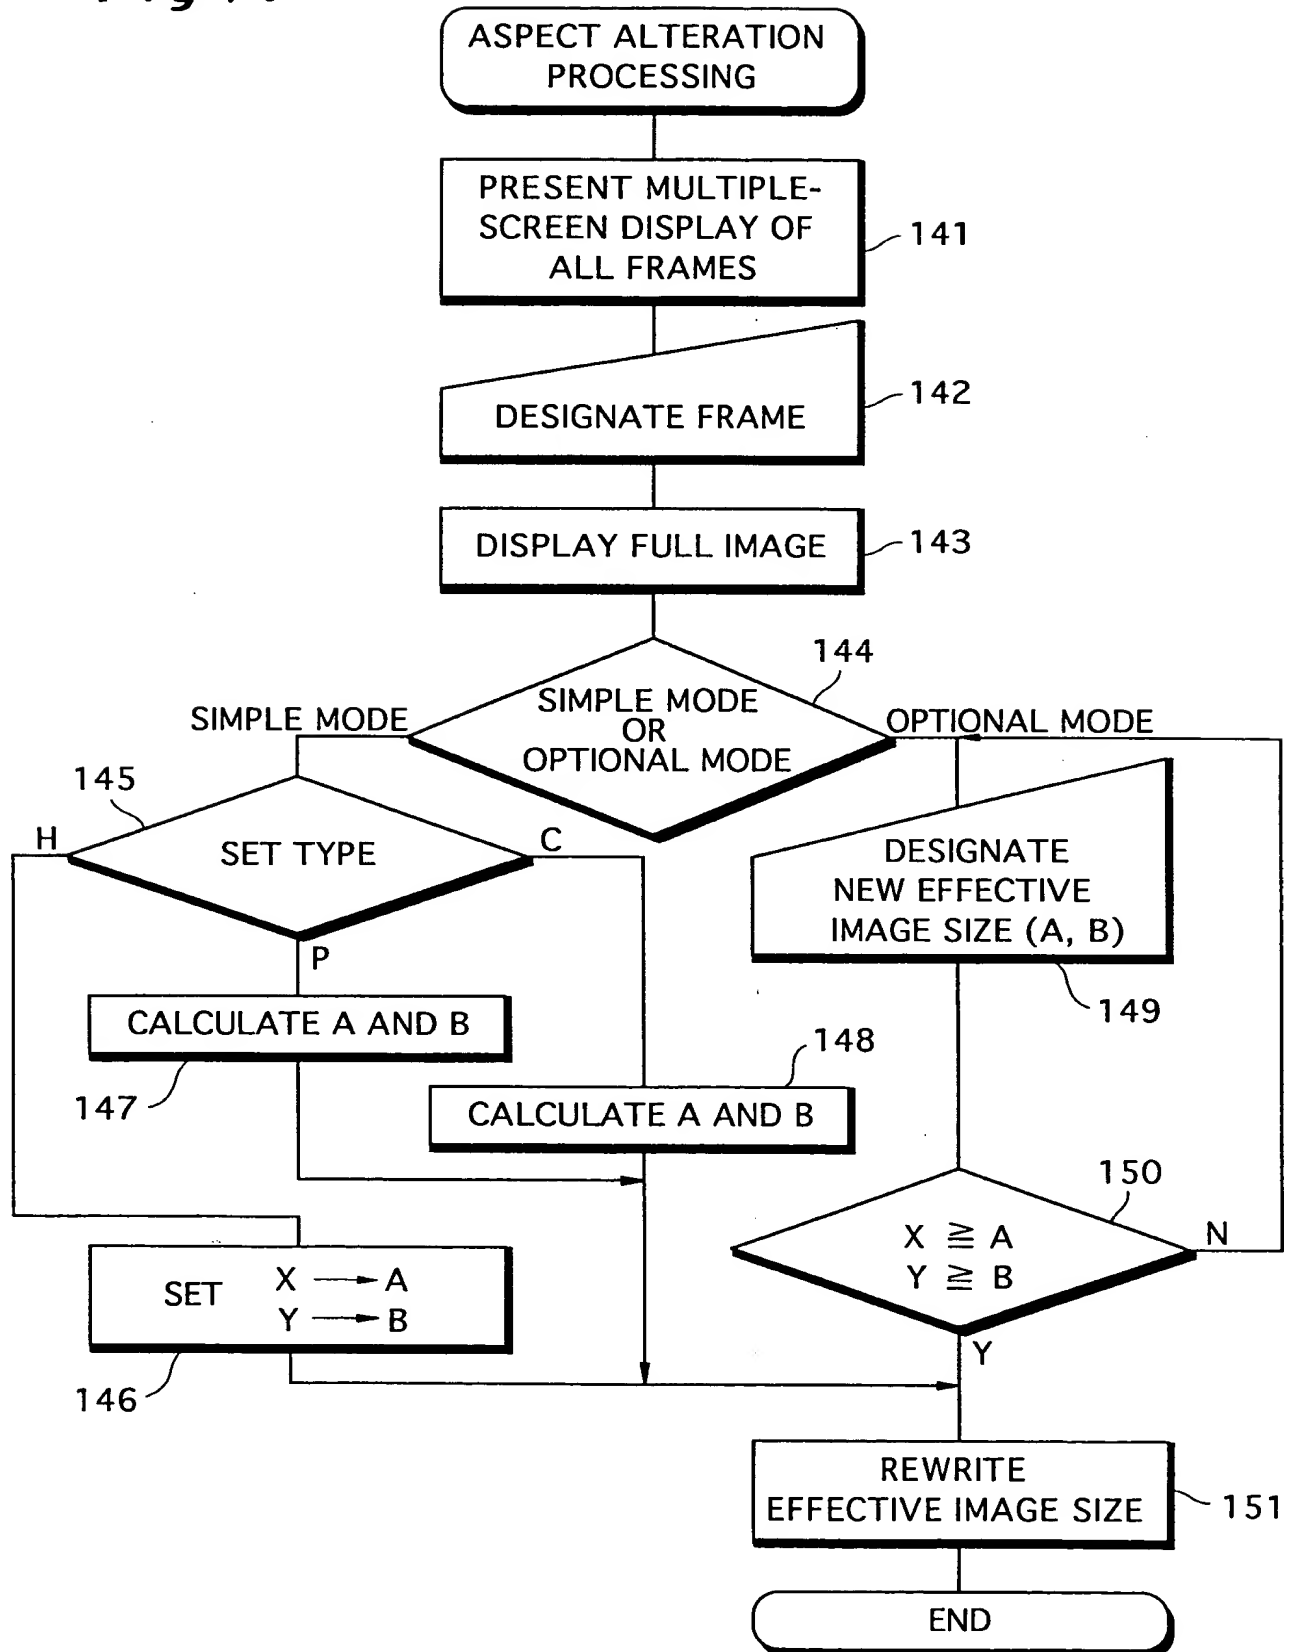 ASPECT ALTERATION
PROCESSING
PRESENT MULTIPLE-
SCREEN DISPLAY OF
ALL FRAMES
141
DESIGNATE FRAME
142
DISPLAY FULL IMAGE
143
144
SIMPLE MODE
OR
OPTIONAL MODE
SIMPLE MODE
OPTIONAL MODE
145
H
SET TYPE
C
P
DESIGNATE
NEW EFFECTIVE
IMAGE SIZE (A, B)
149
CALCULATE A AND B
147
148
CALCULATE A AND B
150
X ≧ A
Y ≧ B
N
Y
SET
X → A
Y → B
146
REWRITE
EFFECTIVE IMAGE SIZE
151
END